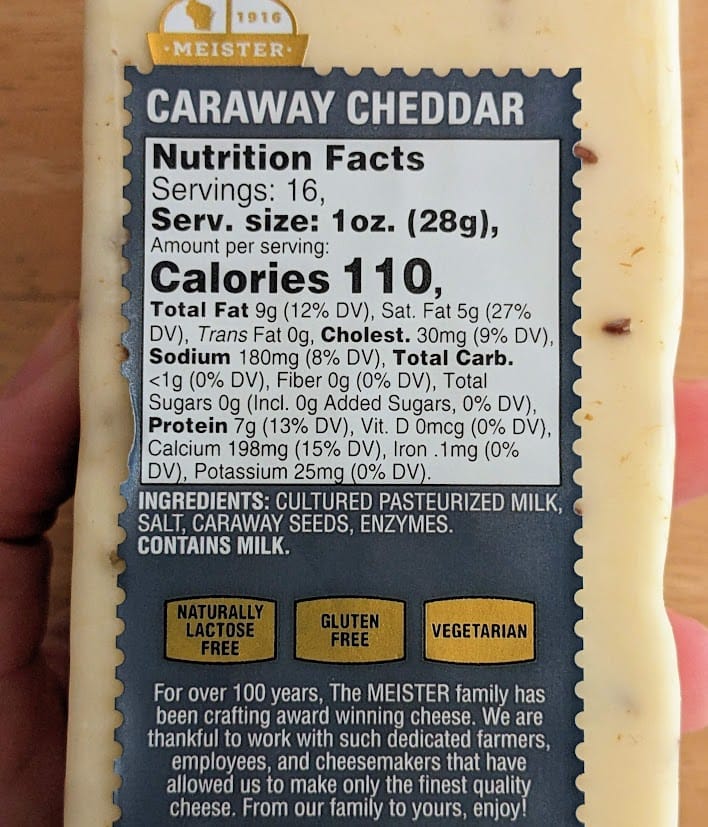 1916
·MEISTER·
CARAWAY CHEDDAR
Nutrition Facts
Servings: 16,
Serv. size: 1oz. (28g),
Amount per serving:
Calories 110,
Total Fat 9g (12% DV), Sat. Fat 5g (27%
DV), Trans Fat 0g, Cholest. 30mg (9% DV),
Sodium 180mg (8% DV), Total Carb.
<1g (0% DV), Fiber 0g (0% DV), Total
Sugars 0g (Incl. 0g Added Sugars, 0% DV),
Protein 7g (13% DV), Vit. D 0mcg (0% DV),
Calcium 198mg (15% DV), Iron .1mg (0%
DV), Potassium 25mg (0% DV).
INGREDIENTS: CULTURED PASTEURIZED MILK,
SALT, CARAWAY SEEDS, ENZYMES.
CONTAINS MILK.
NATURALLY
LACTOSE
FREE
GLUTEN
FREE
VEGETARIAN
For over 100 years, The MEISTER family has
been crafting award winning cheese. We are
thankful to work with such dedicated farmers,
employees, and cheesemakers that have
allowed us to make only the finest quality
cheese. From our family to yours, enjoy!